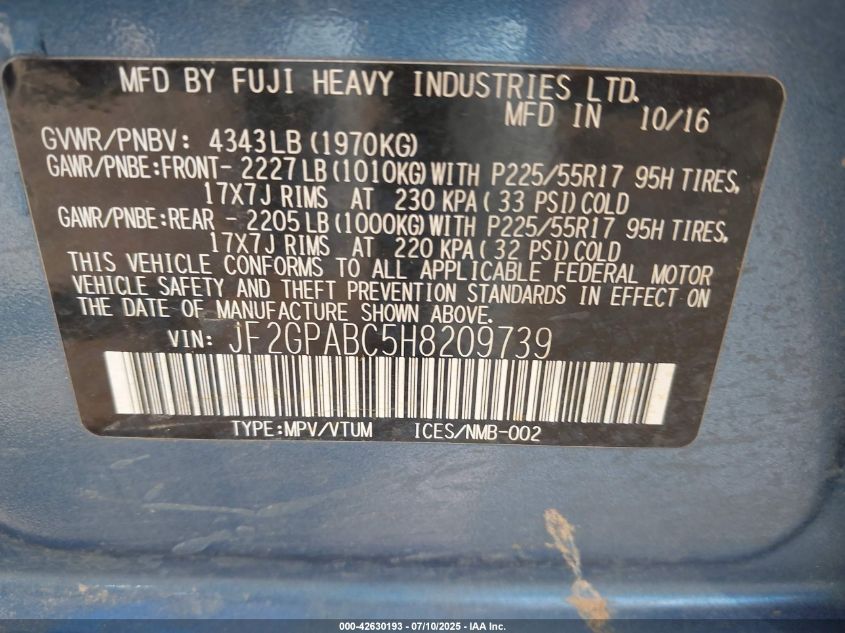 MFD BY FUJI HEAVY INDUSTRIES LTD.
MFD IN 10/16
GVWR/PNBV: 4343LB (1970KG)
GAWR/PNBE:FRONT- 2227LB (1010KG) WITH P225/55R17 95H TIRES,
17X7J RIMS AT 230 KPA ( 33 PSI) COLD
GAWR/PNBE:REAR - 2205LB (1000KG) WITH P225/55R17 95H TIRES,
17X7J RIMS AT 220 KPA ( 32 PSI) COLD
THIS VEHICLE CONFORMS TO ALL APPLICABLE FEDERAL MOTOR
VEHICLE SAFETY AND THEFT PREVENTION STANDARDS IN EFFECT ON
THE DATE OF MANUFACTURE SHOWN ABOVE.
VIN: JF2GPABC5H8209739
TYPE:MPV/VTUM ICES/NMB-002
000-42630193 - 07/10/2025 - IAA Inc.